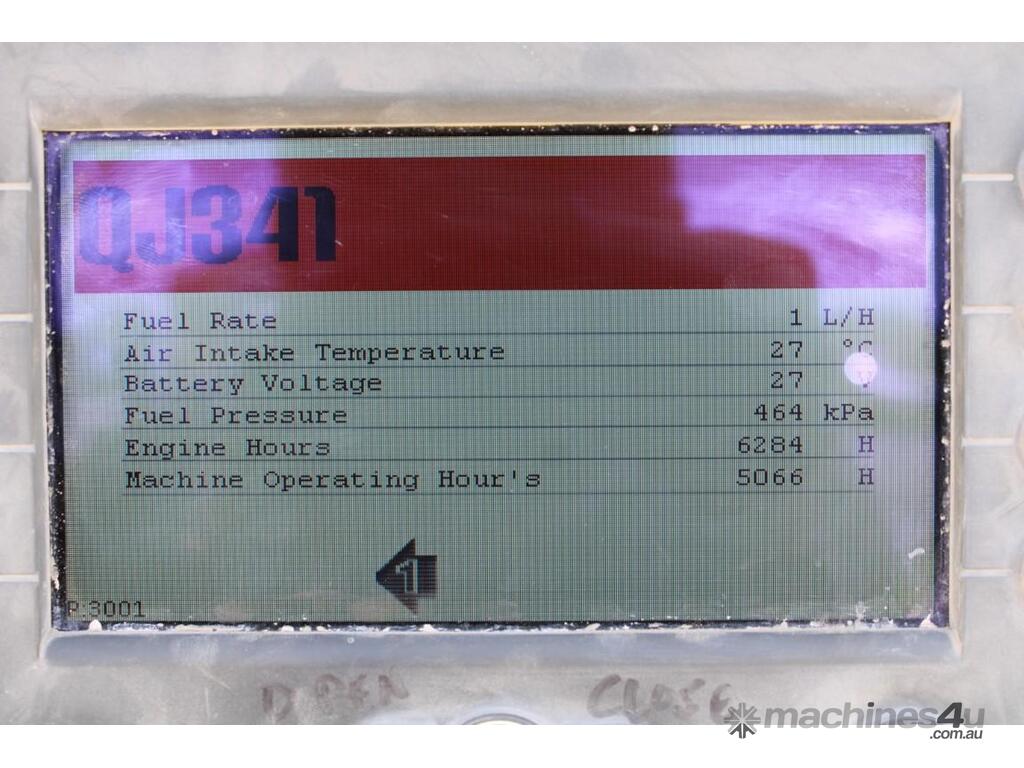 QJ341
Fuel Rate 1 L/H
Air Intake Temperature 27 °C
Battery Voltage 27 V
Fuel Pressure 464 kPa
Engine Hours 6284 H
Machine Operating Hour's 5066 H
1
P:3001
OPEN CLOSE
machines4u
.com.au